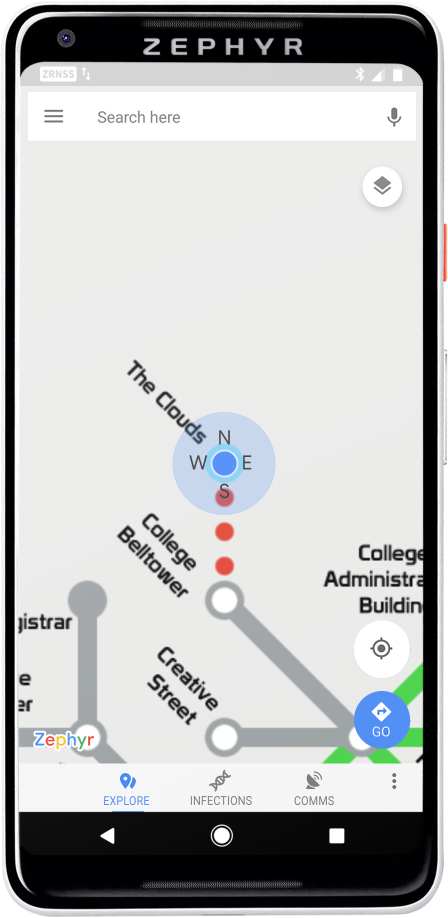 ZEPHYR
ZRNSS
Search here
The Clouds
N
W E
S
College
Belltower
College
Administra
Buildin
gistrar
e
er
Creative
Street
Zephyr
GO
EXPLORE INFECTIONS COMMS